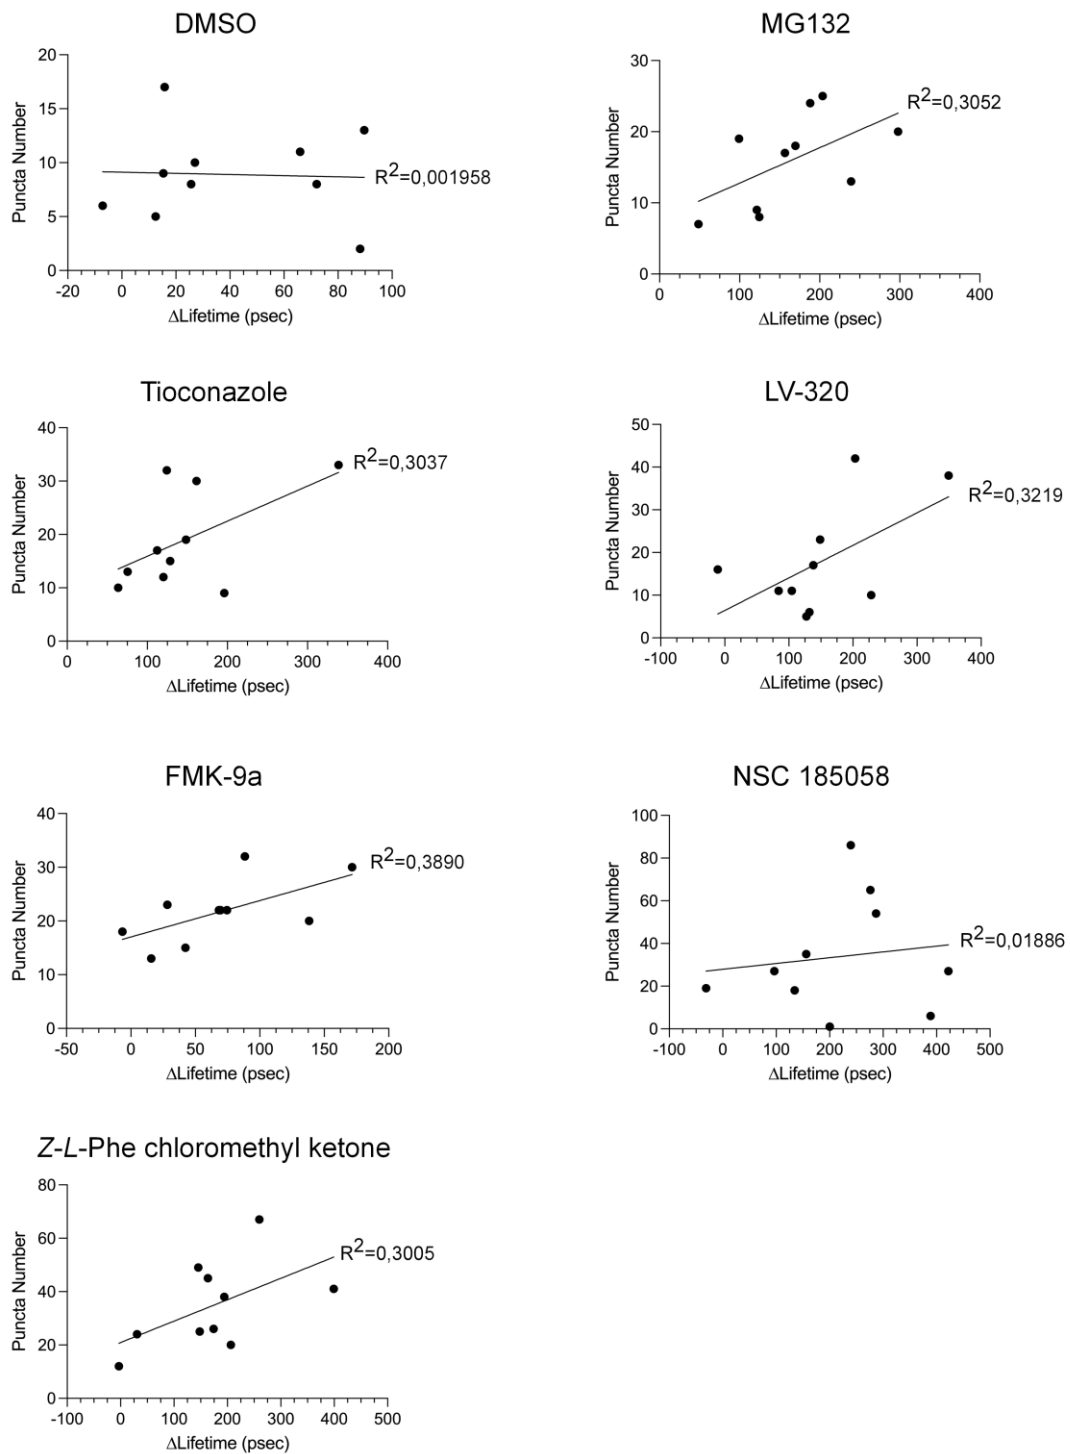 DMSO
20
15
10
5
0
Puncta Number
R2=0,001958
-20 0 20 40 60 80 100
ΔLifetime (psec)
MG132
30
20
10
0
Puncta Number
R2=0,3052
0 100 200 300 400
ΔLifetime (psec)
Tioconazole
40
30
20
10
0
Puncta Number
R2=0,3037
0 100 200 300 400
ΔLifetime (psec)
LV-320
50
40
30
20
10
0
Puncta Number
R2=0,3219
-100 0 100 200 300 400
ΔLifetime (psec)
FMK-9a
40
30
20
10
0
Puncta Number
R2=0,3890
-50 0 50 100 150 200
ΔLifetime (psec)
NSC 185058
100
80
60
40
20
0
Puncta Number
R2=0,01886
-100 0 100 200 300 400 500
ΔLifetime (psec)
Z-L-Phe chloromethyl ketone
80
60
40
20
0
Puncta Number
R2=0,3005
-100 0 100 200 300 400 500
ΔLifetime (psec)